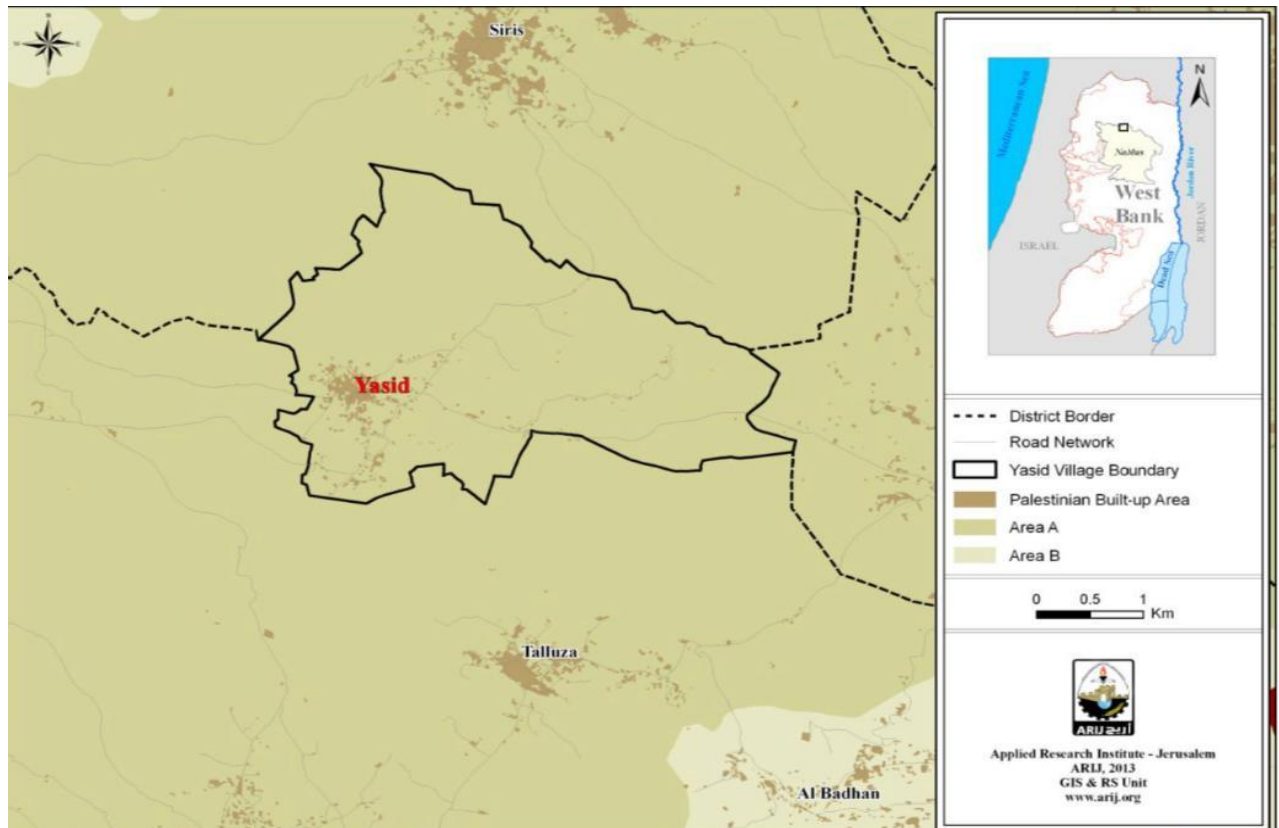 Siris
Yasid
Talluza
Al Badhan
N
Mediterranean Sea
Nablus
West
Bank
Jordan River
JORDAN
ISRAEL
Dead Sea
District Border
Road Network
Yasid Village Boundary
Palestinian Built-up Area
Area A
Area B
0 0.5 1
Km
ARIJ أريج
Applied Research Institute - Jerusalem
ARIJ, 2013
GIS & RS Unit
www.arij.org